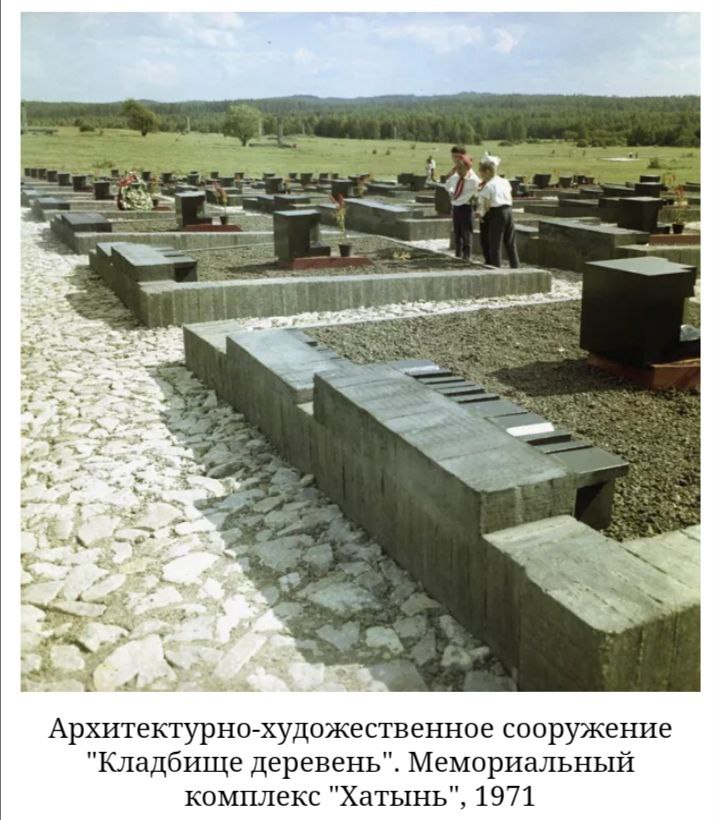 Архитектурно-художественное сооружение
"Кладбище деревень". Мемориальный
комплекс "Хатынь", 1971